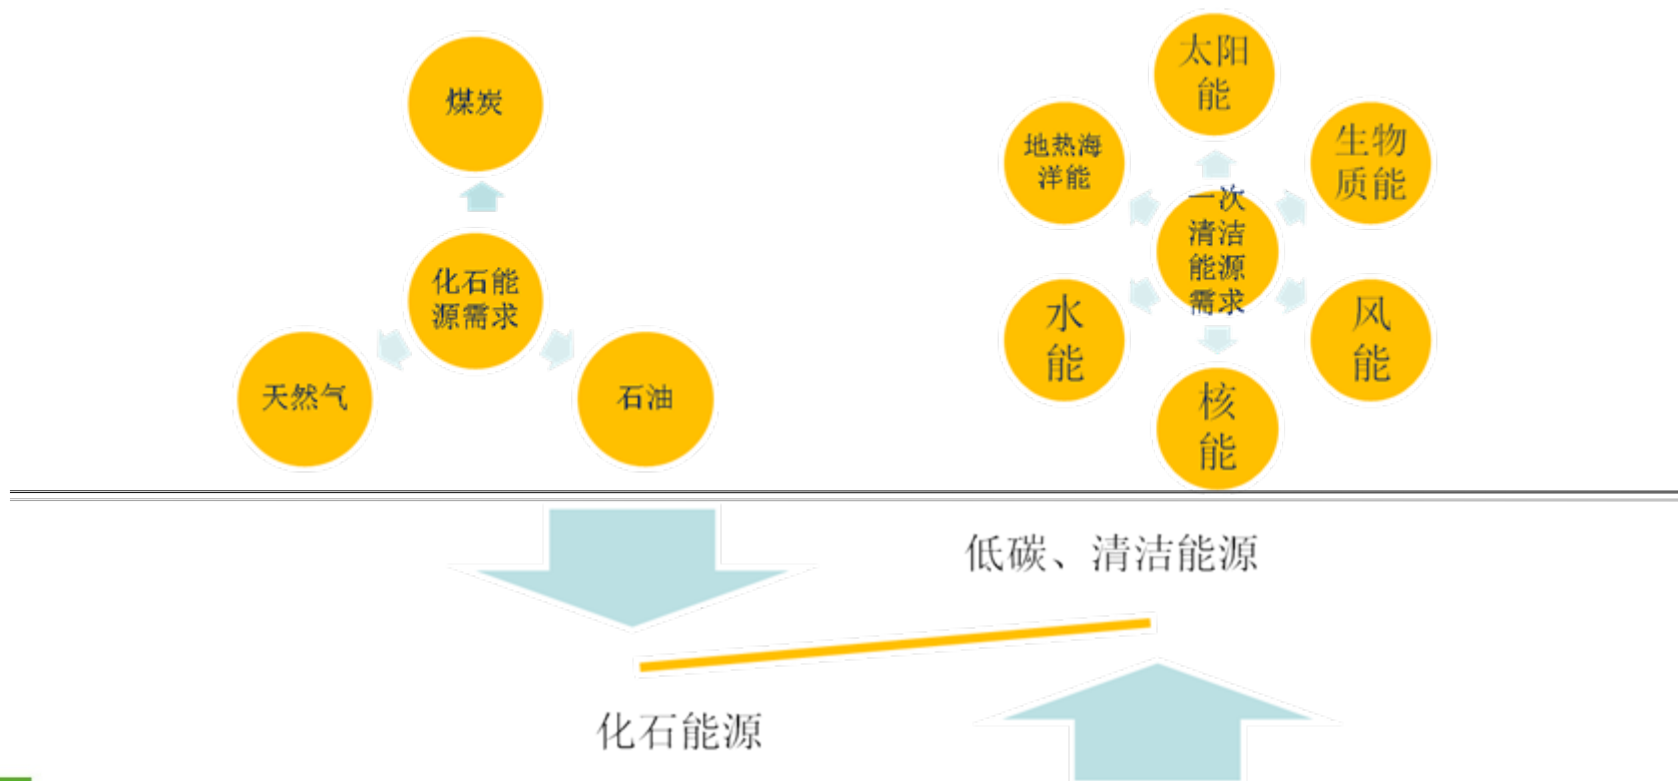 煤炭
化石能
源需求
天然气
石油
太阳
能
地热海
洋能
生物
质能
一次
清洁
能源
需求
水
能
风
能
核
能
低碳、清洁能源
化石能源